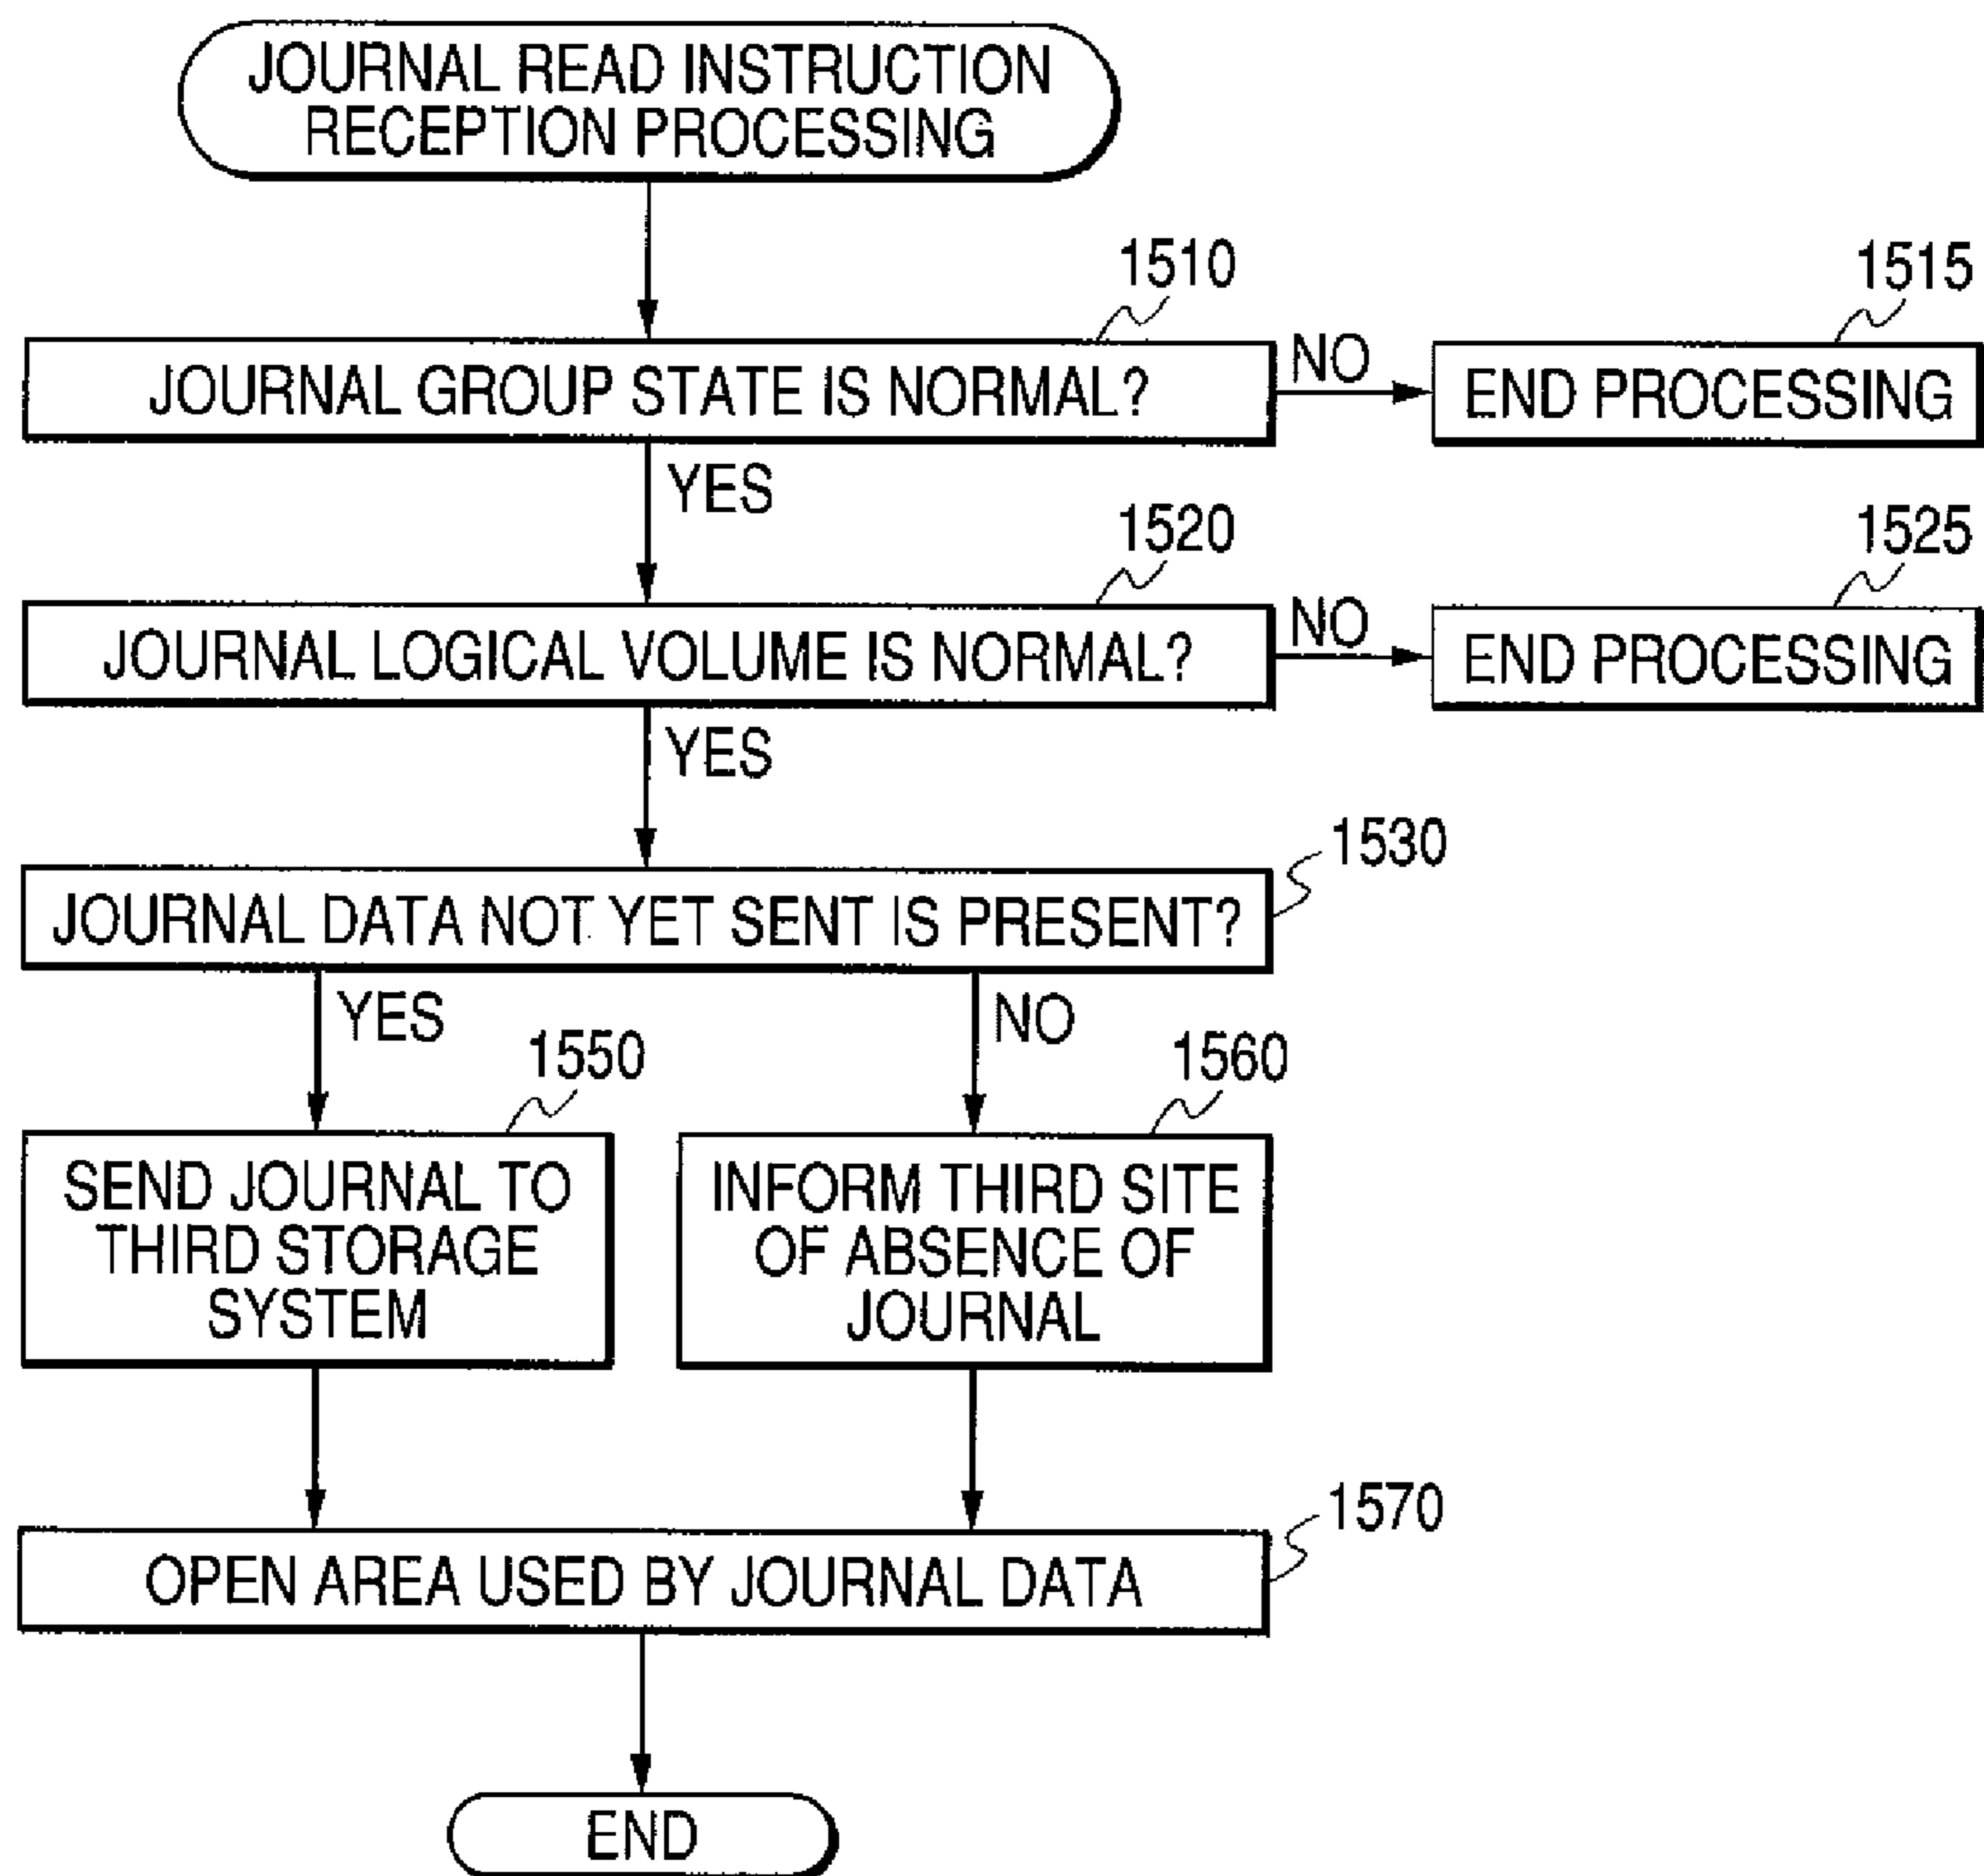 JOURNAL READ INSTRUCTION
RECEPTION PROCESSING
1510
1515
JOURNAL GROUP STATE IS NORMAL?
NO
END PROCESSING
YES
1520
1525
JOURNAL LOGICAL VOLUME IS NORMAL?
NO
END PROCESSING
YES
1530
JOURNAL DATA NOT YET SENT IS PRESENT?
YES
NO
1550
1560
SEND JOURNAL TO
THIRD STORAGE
SYSTEM
INFORM THIRD SITE
OF ABSENCE OF
JOURNAL
1570
OPEN AREA USED BY JOURNAL DATA
END